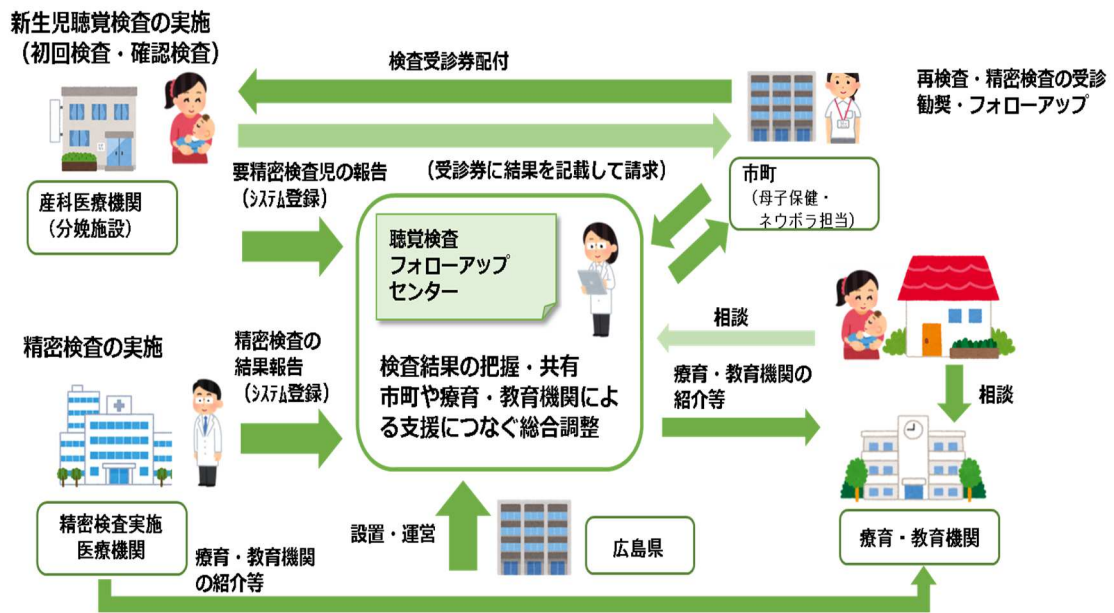 新生児聴覚検査の実施
（初回検査・確認検査）
検査受診券配付
再検査・精密検査の受診
勧奨・フォローアップ
産科医療機関
（分娩施設）
要精密検査児の報告
（システム登録）
（受診券に結果を記載して請求）
市町
（母子保健・
ネウボラ担当）
聴覚検査
フォローアップ
センター
検査結果の把握・共有
市町や療育・教育機関によ
る支援につなぐ総合調整
精密検査の実施
精密検査の
結果報告
（システム登録）
相談
療育・教育機関の
紹介等
相談
精密検査実施
医療機関
療育・教育機関
の紹介等
設置・運営
広島県
療育・教育機関